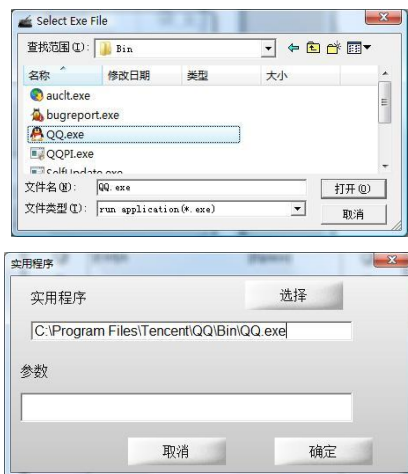 Select Exe File
查找范围(I): Bin
名称 修改日期 类型 大小
auclt.exe
bugreport.exe
QQ.exe
QQPI.exe
SelfUpdate.exe
文件名(N): QQ.exe 打开(O)
文件类型(T): run application(*.exe) 取消
实用程序
实用程序 选择
C:\Program Files\Tencent\QQ\Bin\QQ.exe
参数
取消 确定